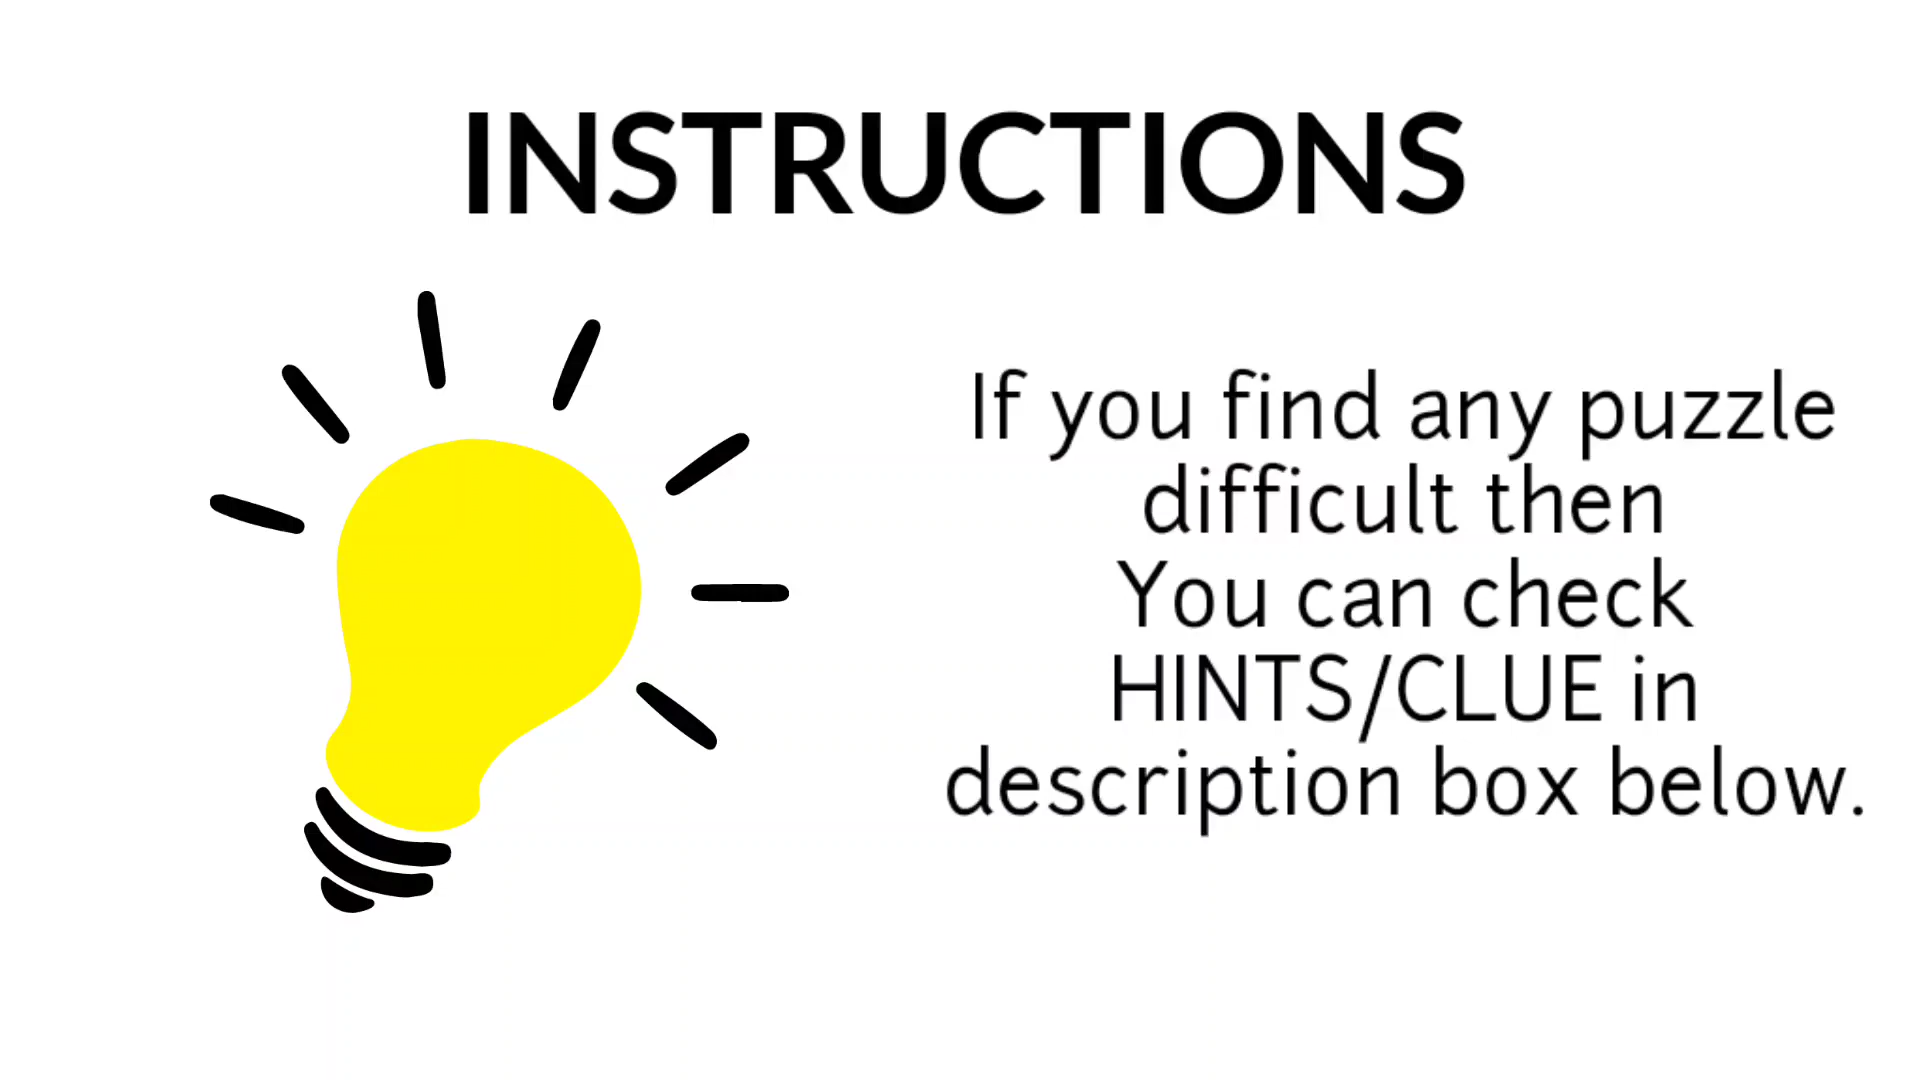 INSTRUCTIONS
If you find any puzzle
difficult then
You can check
HINTS/CLUE in
description box below.